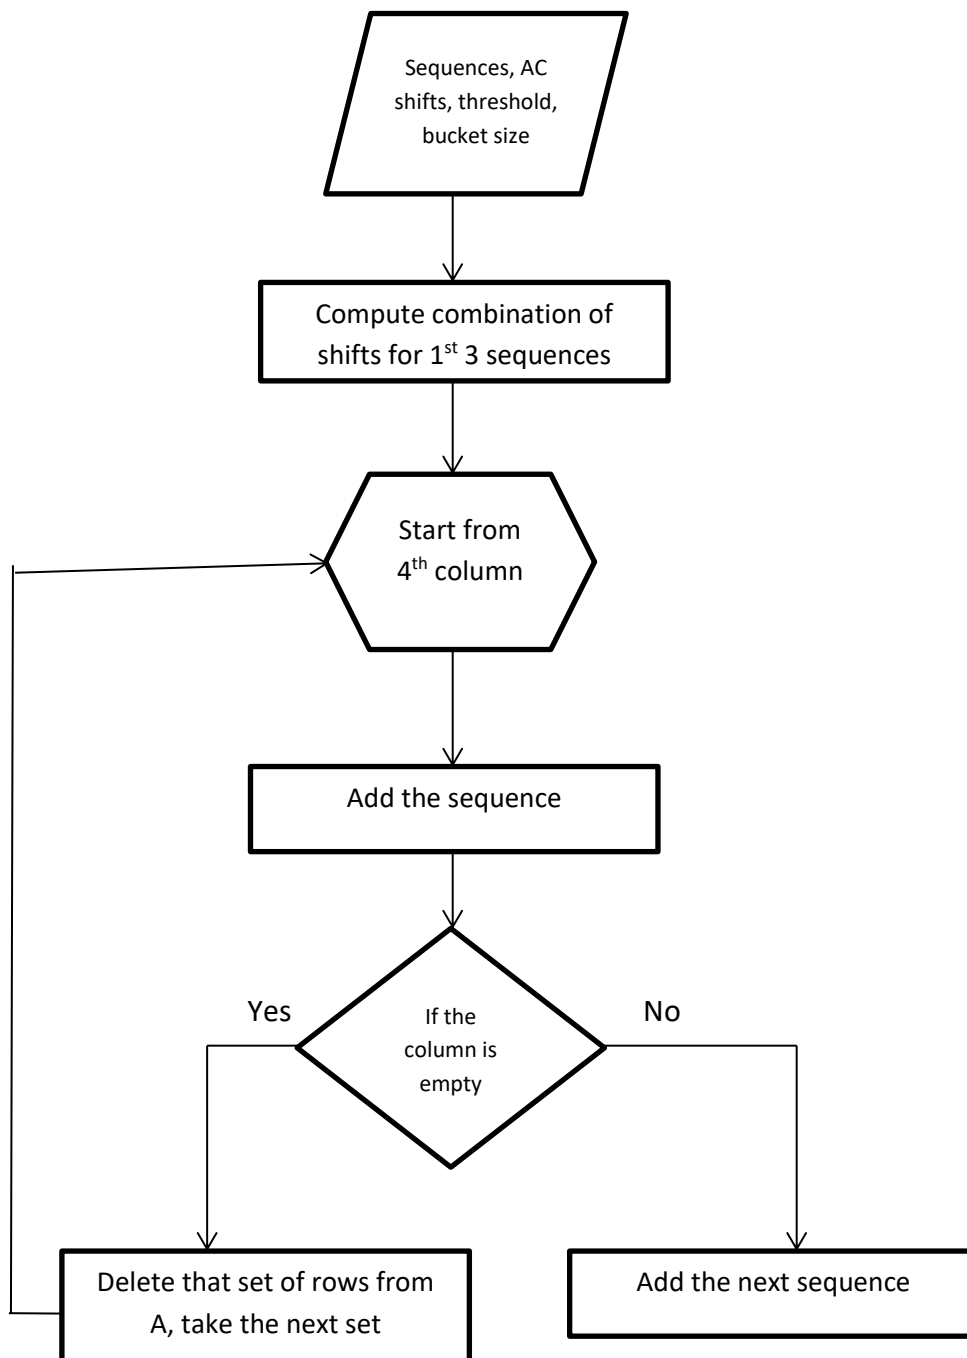 Sequences, AC
shifts, threshold,
bucket size
Compute combination of
shifts for 1st 3 sequences
Start from
4th column
Add the sequence
Yes
No
If the
column is
empty
Delete that set of rows from
A, take the next set
Add the next sequence